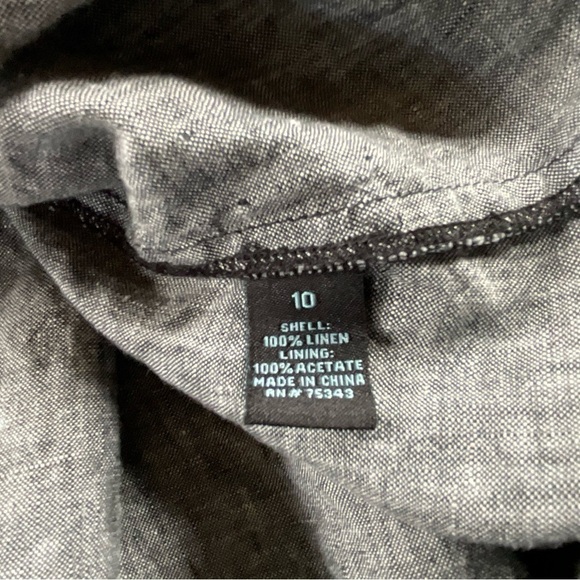 10
SHELL:
100% LINEN
LINING:
100% ACETATE
MADE IN CHINA
RN# 75343